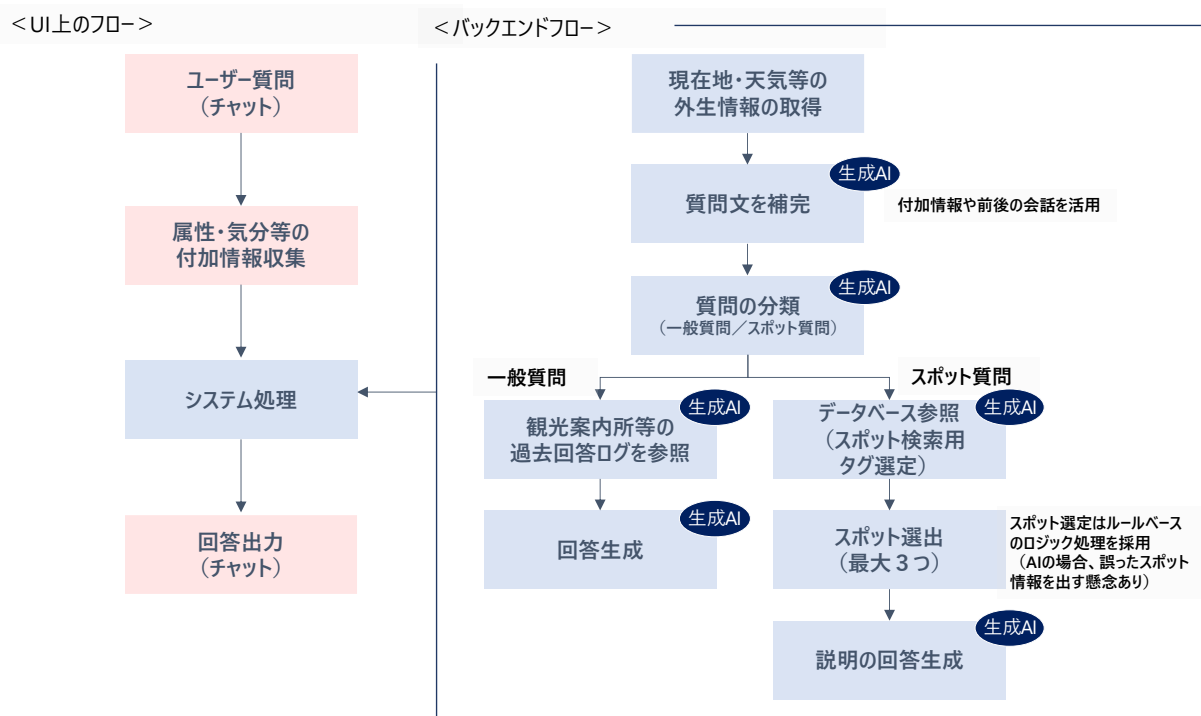 ＜UI上のフロー＞
ユーザー質問
（チャット）
属性・気分等の
付加情報収集
システム処理
回答出力
（チャット）
＜バックエンドフロー＞
現在地・天気等の
外生情報の取得
生成AI
質問文を補完
付加情報や前後の会話を活用
生成AI
質問の分類
（一般質問／スポット質問）
一般質問
生成AI
観光案内所等の
過去回答ログを参照
生成AI
回答生成
スポット質問
生成AI
データベース参照
（スポット検索用
タグ選定）
スポット選出
（最大３つ）
スポット選定はルールベース
のロジック処理を採用
（AIの場合、誤ったスポット
情報を出す懸念あり）
生成AI
説明の回答生成